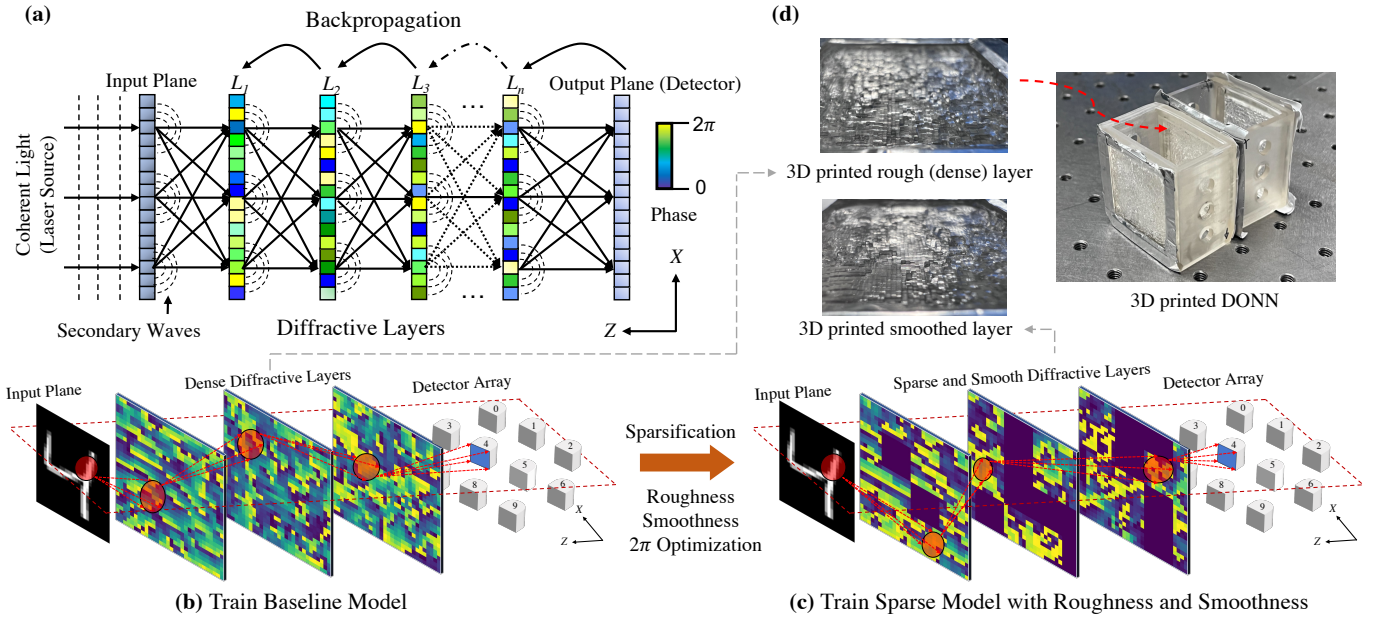 (a)
Backpropagation
Input Plane
L1
L2
L3
Ln
Output Plane (Detector)
...
Coherent Light
(Laser Source)
2π
0
Phase
...
Secondary Waves
Diffractive Layers
X
Z
(d)
3D printed rough (dense) layer
3D printed smoothed layer
3D printed DONN
Input Plane
Dense Diffractive Layers
Detector Array
0
3
1
4
2
5
8
6
9
X
Z
(b) Train Baseline Model
Sparsification
Roughness
Smoothness
2π Optimization
Input Plane
Sparse and Smooth Diffractive Layers
Detector Array
0
3
1
4
2
5
8
6
9
X
Z
(c) Train Sparse Model with Roughness and Smoothness